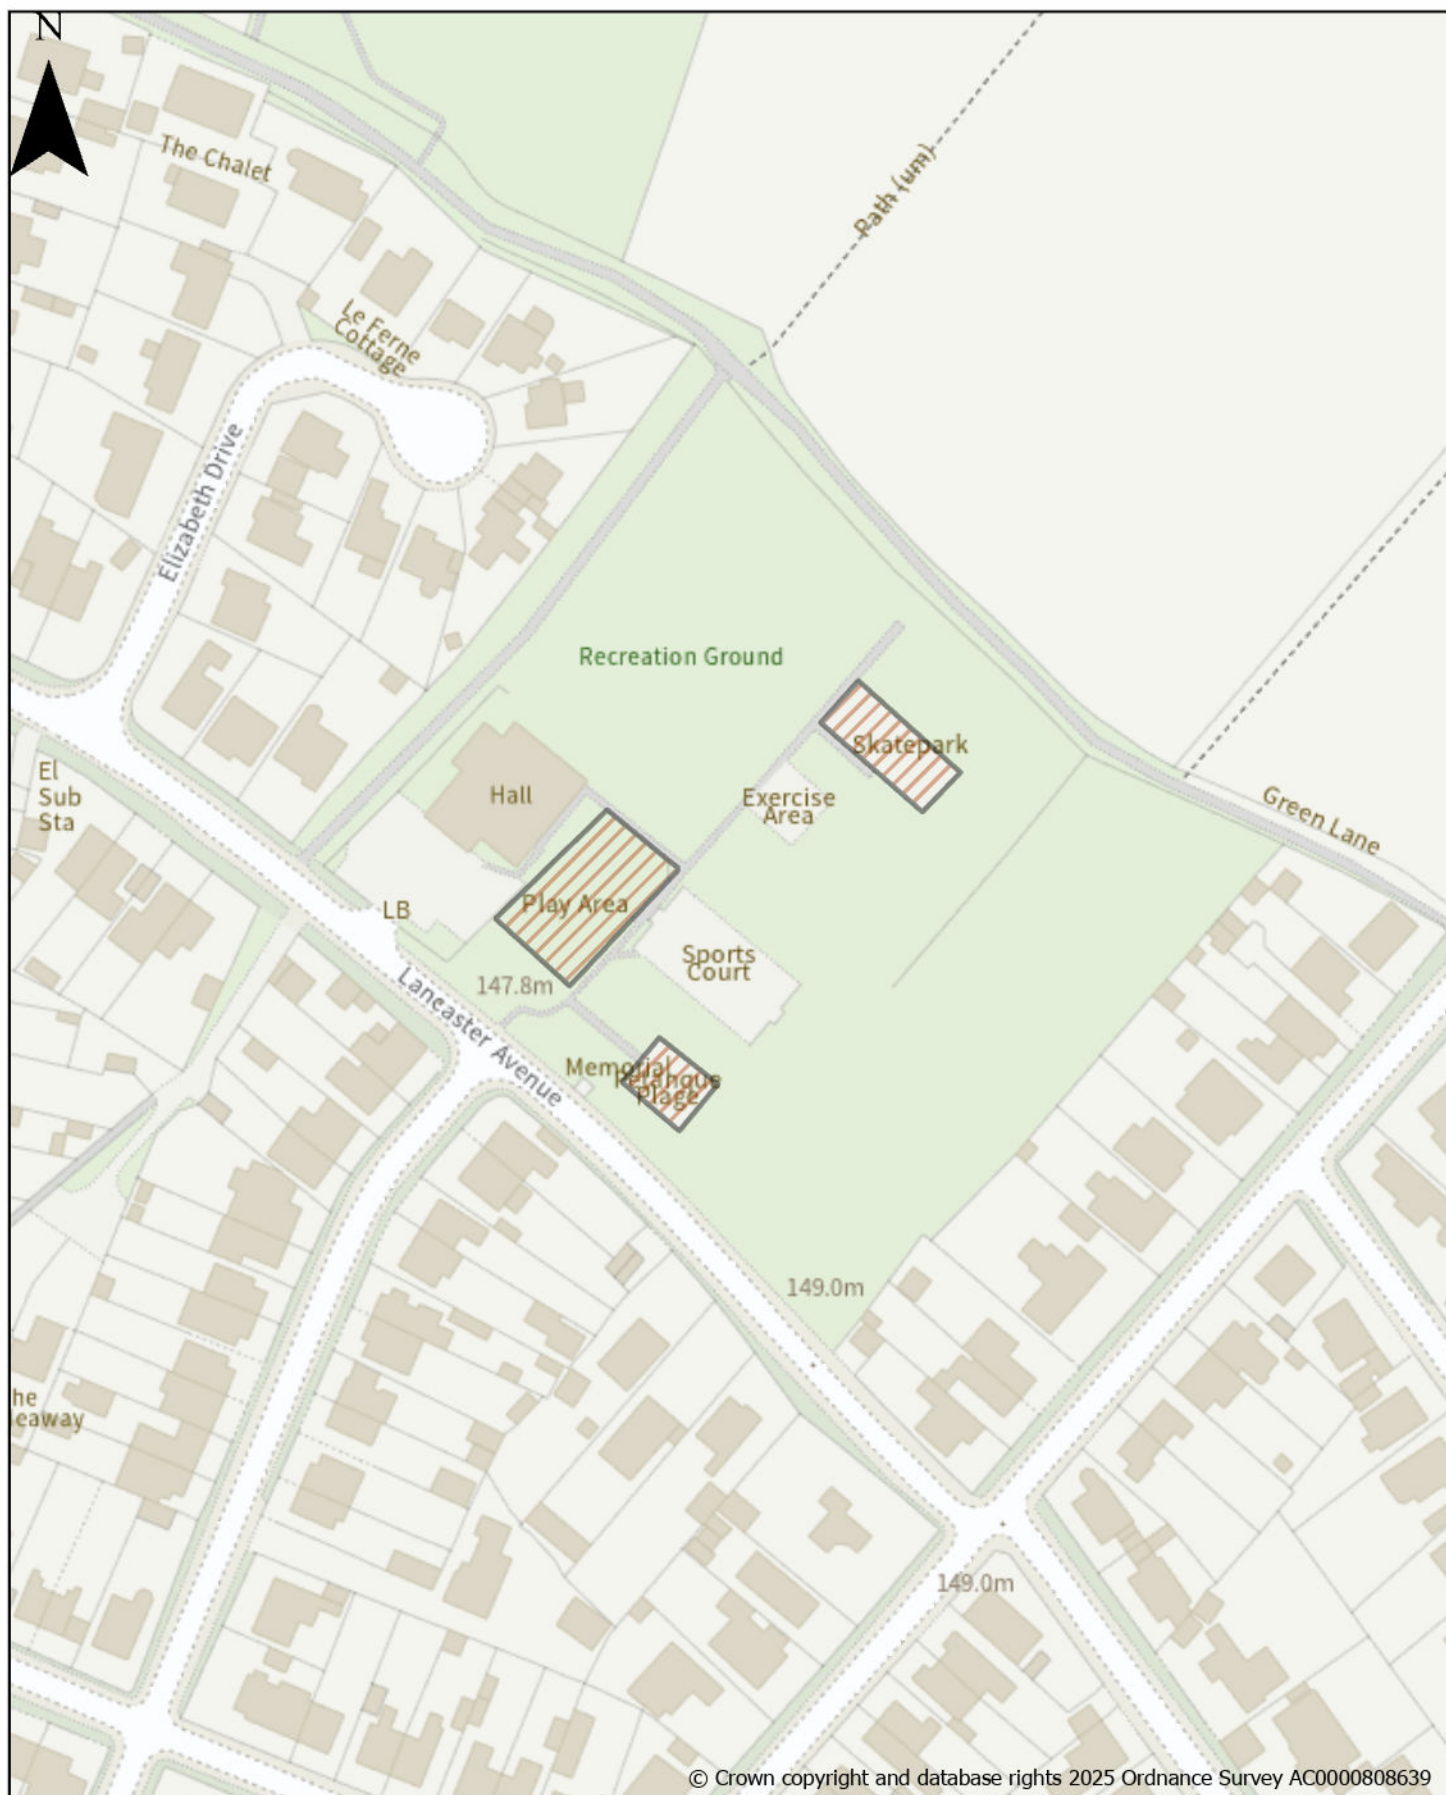 N
The Chalet
Path (um)
Le Ferne
Cottage
Elizabeth Drive
Recreation Ground
Skatepark
El
Sub
Sta
Hall
Exercise
Area
Green Lane
Play Area
LB
Sports
Court
147.8m
Lancaster Avenue
Memorial
Petanque
Plage
149.0m
he
eaway
149.0m
© Crown copyright and database rights 2025 Ordnance Survey AC0000808639